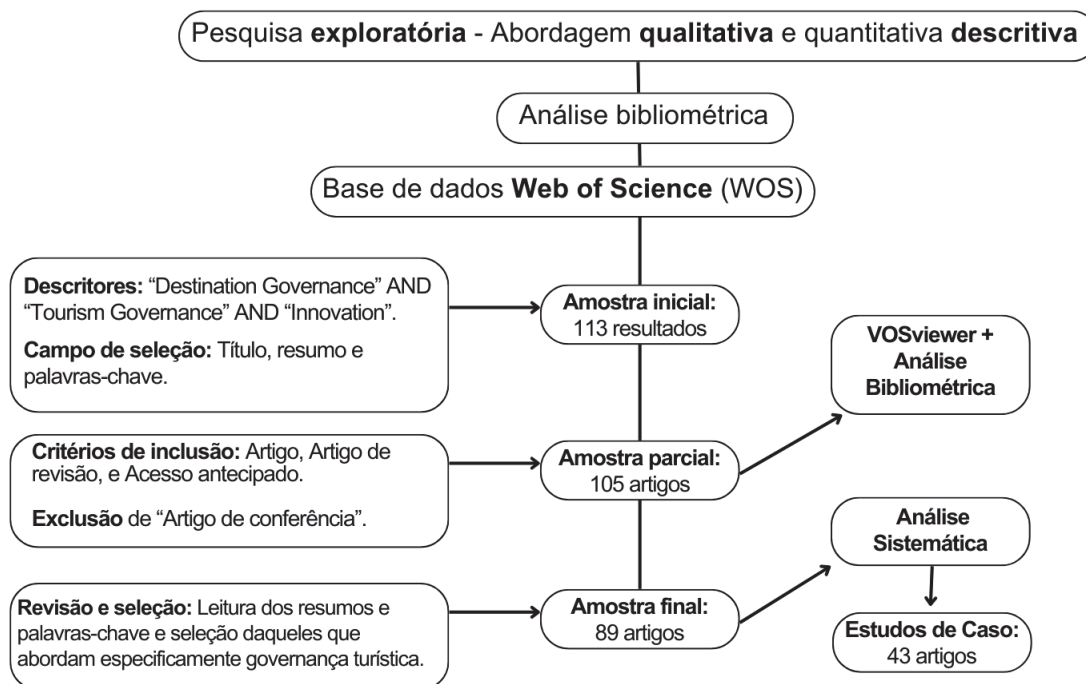 Pesquisa exploratória - Abordagem qualitativa e quantitativa descritiva
Análise bibliométrica
Base de dados Web of Science (WOS)
Descritores: “Destination Governance” AND
“Tourism Governance” AND “Innovation”.
Campo de seleção: Título, resumo e
palavras-chave.
Amostra inicial:
113 resultados
VOSviewer +
Análise
Bibliométrica
Critérios de inclusão: Artigo, Artigo de
revisão, e Acesso antecipado.
Exclusão de “Artigo de conferência”.
Amostra parcial:
105 artigos
Análise
Sistemática
Revisão e seleção: Leitura dos resumos e
palavras-chave e seleção daqueles que
abordam especificamente governança turística.
Amostra final:
89 artigos
Estudos de Caso:
43 artigos